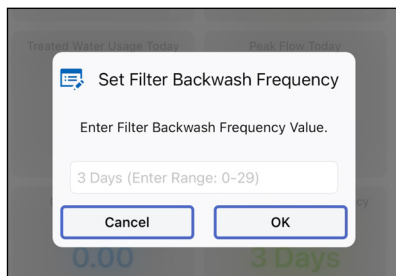 Treated Water Usage Today
Peak Flow Today
Set Filter Backwash Frequency
Enter Filter Backwash Frequency Value.
3 Days (Enter Range: 0-29)
Cancel
OK
0.00
3 Days